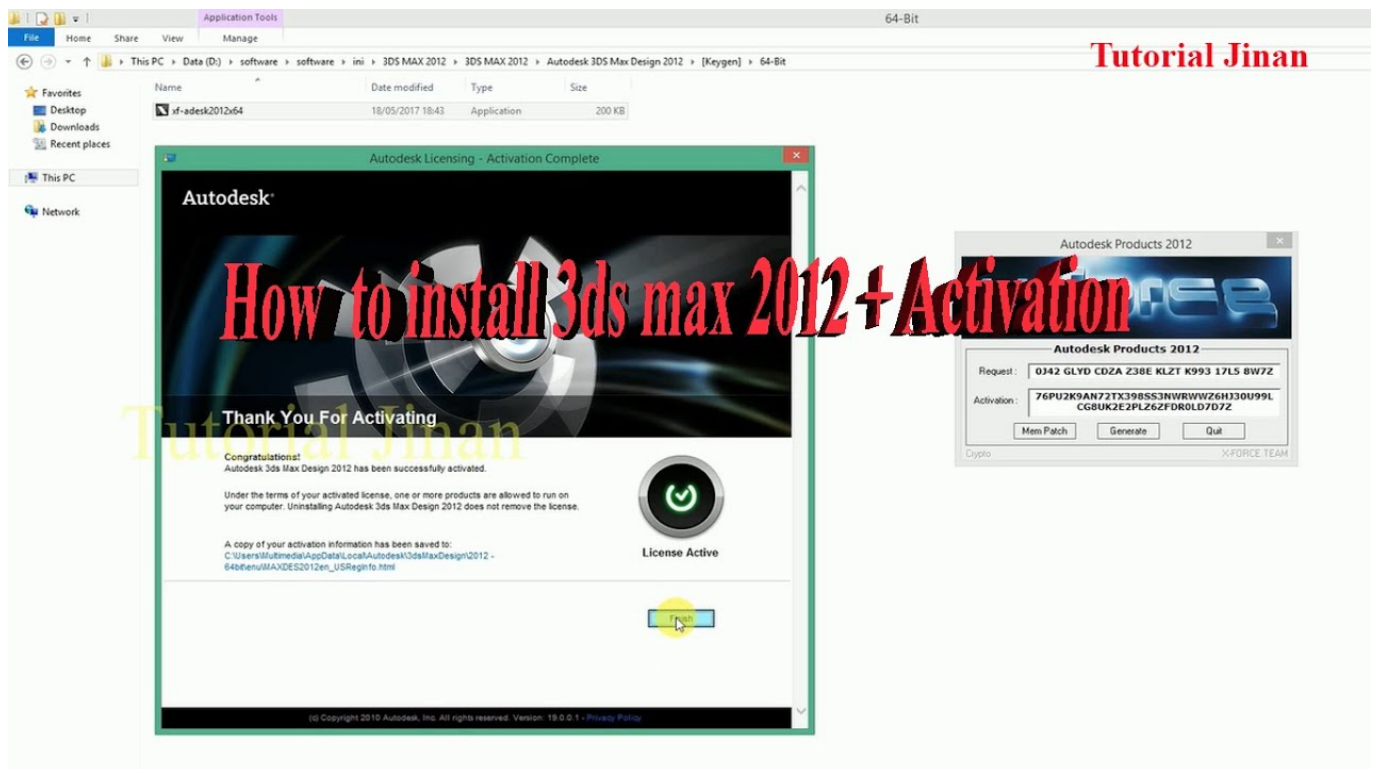 Application Tools
64-Bit
File Home Share View Manage
Tutorial Jinan
This PC Data (D:) software software ini 3DS MAX 2012 3DS MAX 2012 Autodesk 3DS Max Design 2012 [Keygen] 64-Bit
Name Date modified Type Size
Favorites
Desktop
Downloads
Recent places
This PC
Network
xf-adesk2012x64 18/05/2017 18:43 Application 200 KB
Autodesk Licensing - Activation Complete
Autodesk
How to install 3ds max 2012 + Activation
Thank You For Activating
Tutorial Jinan
Congratulations!
Autodesk 3ds Max Design 2012 has been successfully activated.
Under the terms of your activated license, one or more products are allowed to run on
your computer. Uninstalling Autodesk 3ds Max Design 2012 does not remove the license.
A copy of your activation information has been saved to:
C:\Users\Multimedia\AppData\Local\Autodesk\3dsMaxDesign\2012 -
64bit\enu\MAXDES2012en_USRegInfo.html
License Active
Finish
(c) Copyright 2010 Autodesk, Inc. All rights reserved. Version: 19.0.0.1 - Privacy Policy
Autodesk Products 2012
Autodesk Products 2012
Request : 0J42 GLYD CDZA Z38E KLZT K993 17L5 8W7Z
Activation : 76PU2K9AN72TX398SS3NWRWWZ6HJ30U99L
CG8UK2E2PLZ6ZFDR0LD7D7Z
Mem Patch Generate Quit
Crypto X-FORCE TEAM